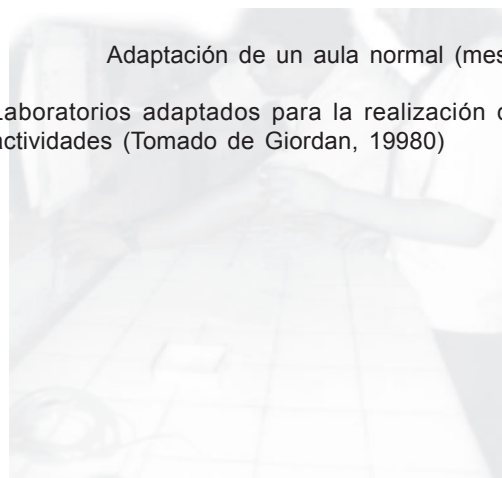 Adaptación de un aula normal (mes
Laboratorios adaptados para la realización
actividades (Tomado de Giordan, 19980)